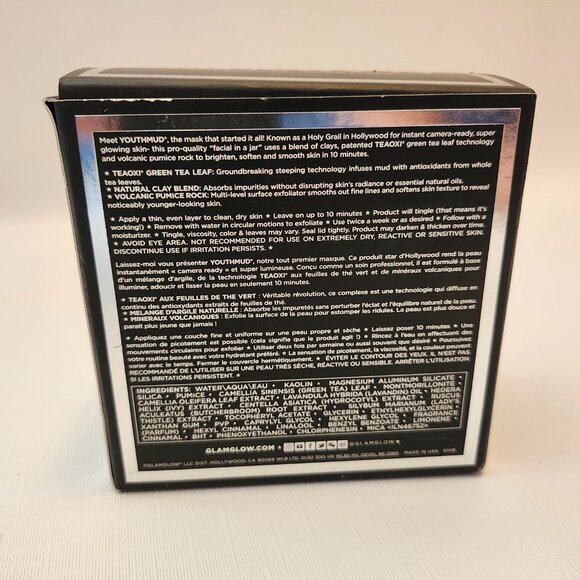 Meet YOUTHMUD®, the mask that started it all! Known as a Holy Grail in Hollywood for instant camera-ready, super
glowing skin- this pro-quality "facial in a jar" uses a blend of clays, patented TEAOXI® green tea leaf technology
and volcanic pumice rock to brighten, soften and smooth skin in 10 minutes.
★ TEAOXI® GREEN TEA LEAF: Groundbreaking steeping technology infuses mud with antioxidants from whole
tea leaves.
★ NATURAL CLAY BLEND: Absorbs impurities without disrupting skin's radiance or essential natural oils.
★ VOLCANIC PUMICE ROCK: Multi-level surface exfoliator smooths out fine lines and softens skin texture to reveal
noticeably younger-looking skin.
★ Apply a thin, even layer to clean, dry skin ★ Leave on up to 10 minutes ★ Product will tingle (that means it's
working!) ★ Remove with water in circular motions to exfoliate ★ Use twice a week or as desired ★ Follow with a
moisturizer. ★ Tingle, viscosity, color & leaves may vary. Seal lid tightly. Product may darken & thicken over time.
★ AVOID EYE AREA. NOT RECOMMENDED FOR USE ON EXTREMELY DRY, REACTIVE OR SENSITIVE SKIN.
DISCONTINUE USE IF IRRITATION PERSISTS.
Laissez-moi vous présenter YOUTHMUD®, notre tout premier masque. Ce produit star d'Hollywood rend la peau
instantanément « camera ready » et super lumineuse. Conçu comme un soin professionnel, il est formulé à base
d'un mélange d'argile, de la technologie TEAOXI® aux feuilles de thé vert et de minéraux volcaniques pour
illuminer, adoucir et lisser la peau en seulement 10 minutes.
★ TEAOXI® AUX FEUILLES DE THE VERT : Véritable révolution, ce complexe est une technologie qui diffuse en
continu des antioxydants extraits de feuilles de thé.
★ MELANGE D'ARGILE NATURELLE : Absorbe les impuretés sans perturber l'éclat et l'équilibre naturel de la peau.
★ MINERAUX VOLCANIQUES : Exfolie la surface de la peau pour estomper les ridules. La peau est plus douce et
parait plus jeune que jamais !
★ Appliquez une couche fine et uniforme sur une peau propre et sèche ★ Laissez poser 10 minutes ★ Une
sensation de picotement est possible (cela signifie que le produit agit !) ★ Rincez à l'eau en effectuant des
mouvements circulaires pour exfolier ★ Utiliser deux fois par semaine ou aussi souvent que désiré ★ Poursuivez
votre routine beauté avec votre hydratant préféré. ★ La sensation de picotement, la viscosité, et la couleur peuvent
varier avec le temps. Fermer le couvercle hermétiquement. ★ ÉVITER LE CONTOUR DES YEUX. IL N'EST PAS
RECOMMANDÉ DE L'UTILISER SUR UNE PEAU TRÈS SÈCHE, RÉACTIVE OU SENSIBLE. ARRÊTER L'UTILISATION
SI LES IRRITATIONS PERSISTENT.
INGREDIENTS: WATER\AQUA\EAU • KAOLIN • MAGNESIUM ALUMINUM SILICATE •
SILICA • PUMICE • CAMELLIA SINENSIS (GREEN TEA) LEAF • MONTMORILLONITE •
CAMELLIA OLEIFERA LEAF EXTRACT • LAVANDULA HYBRIDA (LAVANDIN) OIL • HEDERA
HELIX (IVY) EXTRACT • CENTELLA ASIATICA (HYDROCOTYL) EXTRACT • RUSCUS
ACULEATUS (BUTCHERBROOM) ROOT EXTRACT • SILYBUM MARIANUM (LADY'S
THISTLE) EXTRACT • TOCOPHERYL ACETATE • GLYCERIN • ETHYLHEXYLGLYCERIN •
XANTHAN GUM • PVP • CAPRYLYL GLYCOL • HEXYLENE GLYCOL • FRAGRANCE
(PARFUM) • HEXYL CINNAMAL • LINALOOL • BENZYL BENZOATE • LIMONENE •
CINNAMAL • BHT • PHENOXYETHANOL • CHLORPHENESIN • MICA <ILN46752>
GLAMGLOW.COM ★ @GLAMGLOW
©GLAMGLOW® LLC DIST. HOLLYWOOD, CA 90069 MADE IN USA.